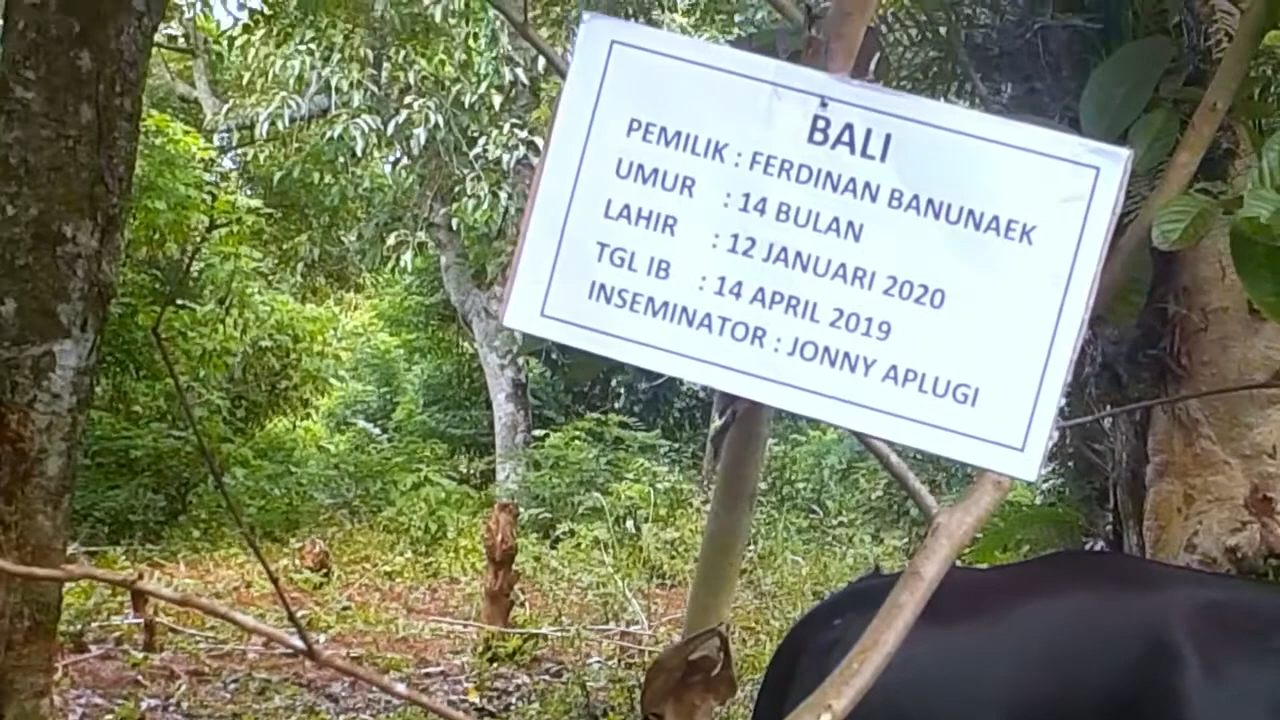 BALI
PEMILIK : FERDINAN BANUNAEK
UMUR : 14 BULAN
LAHIR : 12 JANUARI 2020
TGL IB : 14 APRIL 2019
INSEMINATOR : JONNY APLUGI